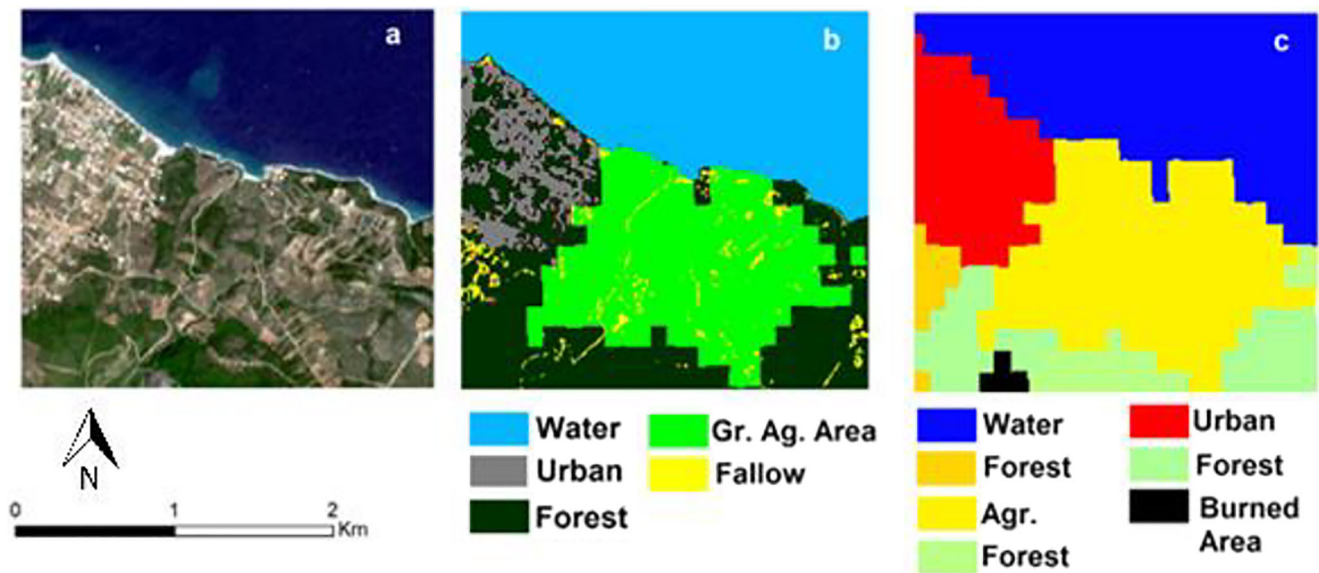 a
b
c
Water
Urban
Forest
Gr. Ag. Area
Fallow
Water
Forest
Agr.
Forest
Urban
Forest
Burned
Area
N
0 1 2
Km